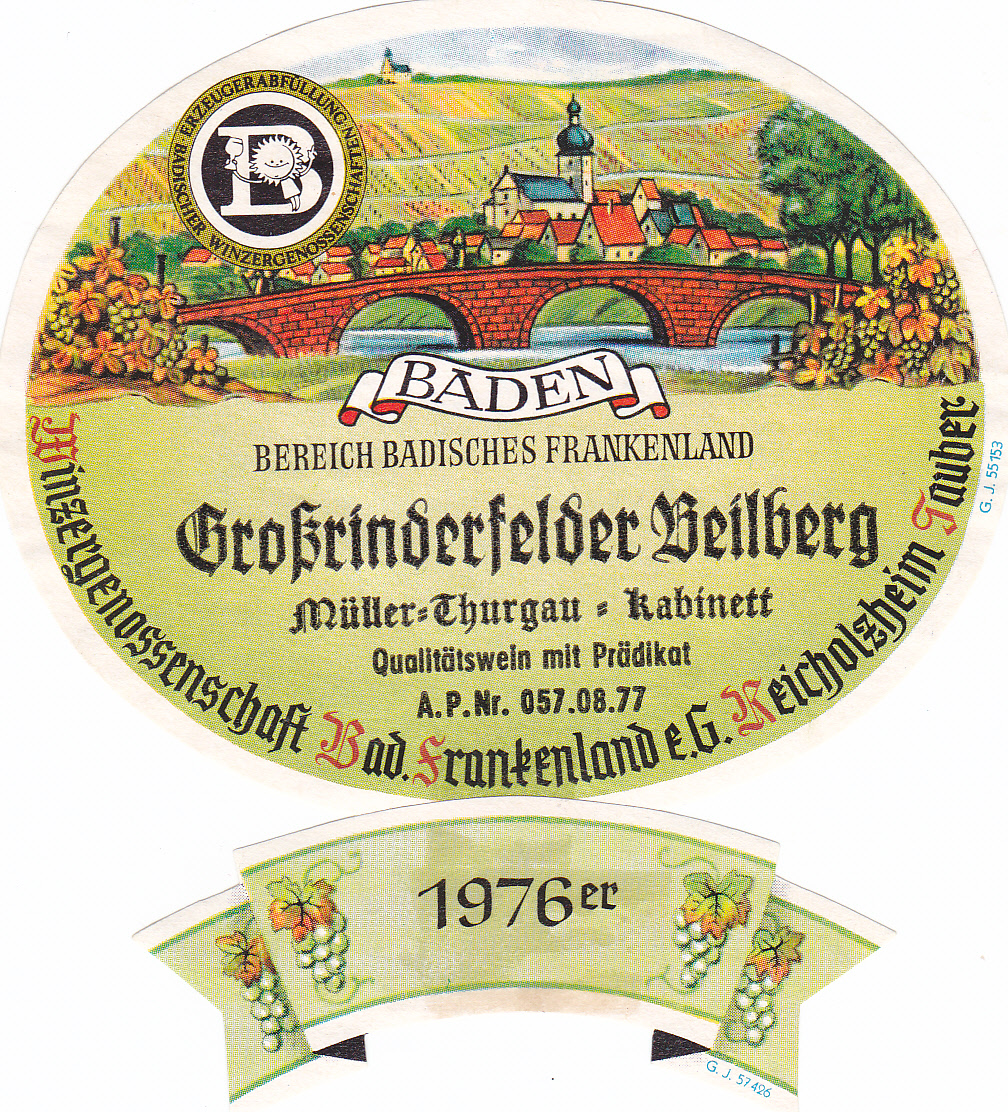 ERZEUGERABFÜLLUNG
BADISCHER WINZERGENOSSENSCHAFTEN
B
BADEN
BEREICH BADISCHES FRANKENLAND
Großrinderfelder Beilberg
Müller-Thurgau - Kabinett
Qualitätswein mit Prädikat
A.P.Nr. 057.08.77
Winzergenossenschaft Bad. Frankenland e.G. Reicholzheim Tauber
G. J. 55153
1976er
G. J. 57426